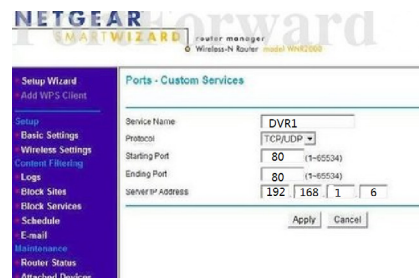 NETGEAR
SMARTWIZARD router manager
Wireless-N Router model WNR2000
Setup Wizard
Add WPS Client
Setup
Basic Settings
Wireless Settings
Content Filtering
Logs
Block Sites
Block Services
Schedule
E-mail
Maintenance
Router Status
Attached Devices
Ports - Custom Services
Service Name DVR1
Protocol TCP/UDP
Starting Port 80 (1~65534)
Ending Port 80 (1~65534)
Server IP Address 192 . 168 . 1 . 6
Apply Cancel